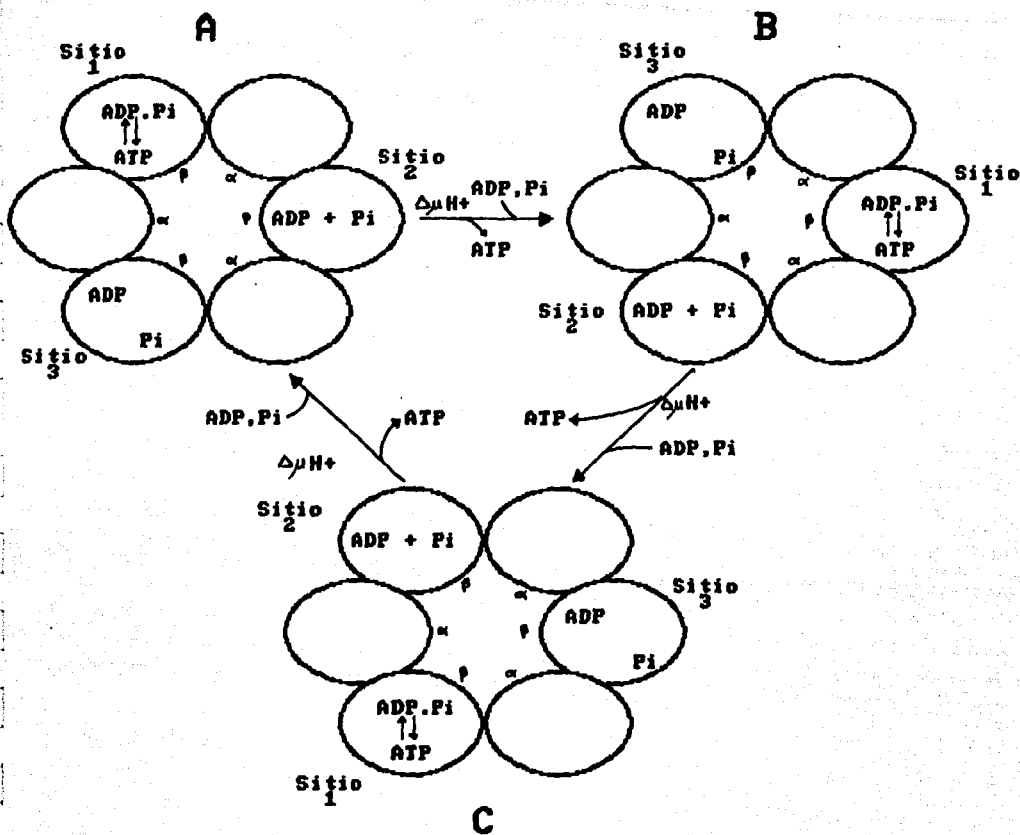 A
Sitio 1
ADP.Pi
ATP
β
α
Sitio 2
β
ADP + Pi
α
β
α
ADP
Pi
Sitio 3
ΔμH+
ADP,Pi
ATP
B
Sitio 3
ADP
Pi
β
α
Sitio 1
β
ADP.Pi
ATP
α
β
α
Sitio 2
ADP + Pi
ADP,Pi
ATP
ΔμH+
ATP
ΔμH+
ADP,Pi
Sitio 2
ADP + Pi
β
α
Sitio 3
β
ADP
Pi
α
β
α
ADP.Pi
ATP
Sitio 1
C